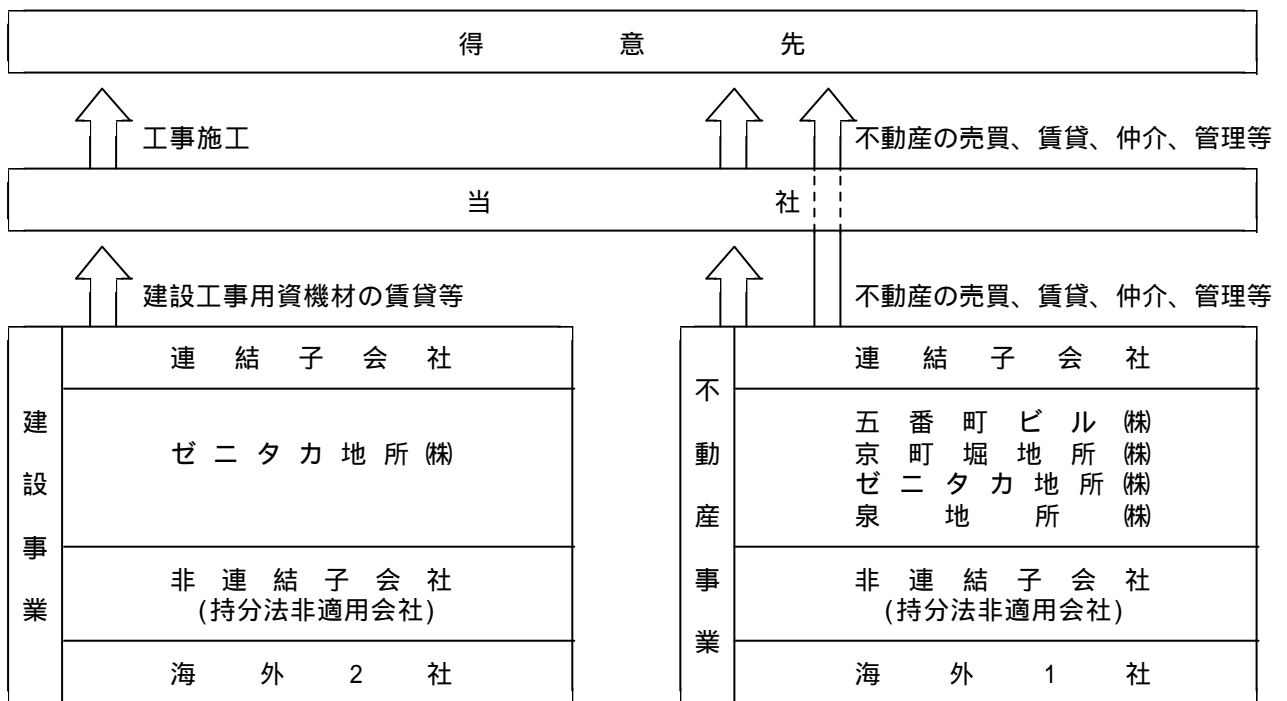 得意先
工事施工
不動産の売買、賃貸、仲介、管理等
当社
建設工事用資機材の賃貸等
不動産の売買、賃貸、仲介、管理等
建設事業
連結子会社
ゼニタカ地所㈱
非連結子会社
(持分法非適用会社)
海外2社
不動産事業
連結子会社
五番町ビル㈱
京町堀地所㈱
ゼニタカ地所㈱
泉地所㈱
非連結子会社
(持分法非適用会社)
海外1社